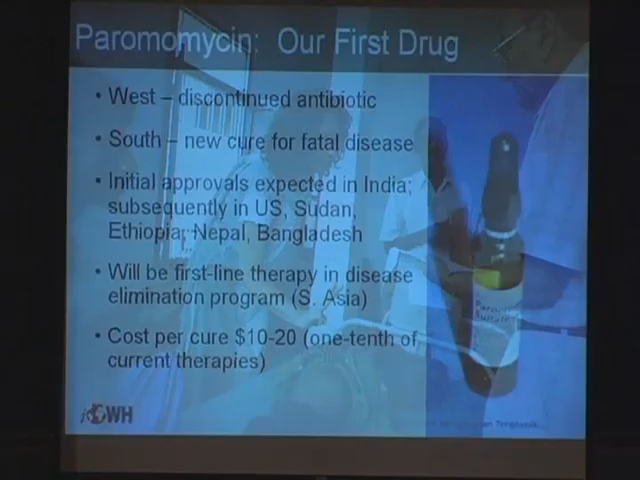 Paromomycin: Our First Drug
• West – discontinued antibiotic
• South – new cure for fatal disease
• Initial approvals expected in India;
subsequently in US, Sudan,
Ethiopia, Nepal, Bangladesh
• Will be first-line therapy in disease
elimination program (S. Asia)
• Cost per cure $10-20 (one-tenth of
current therapies)
WH